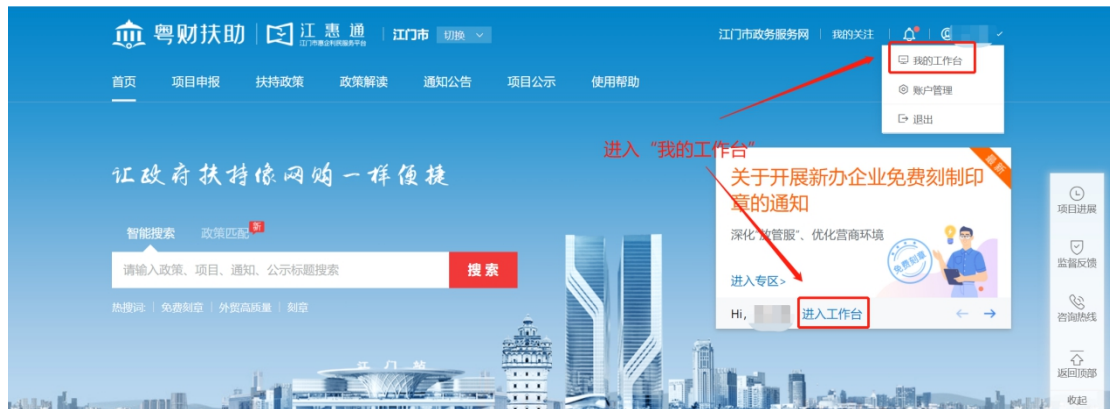 粤财扶助 江惠通 江门市惠企利民服务平台 江门市 切换 江门市政务服务网 我的关注
我的工作台
首页 项目申报 扶持政策 政策解读 通知公告 项目公示 使用帮助
账户管理
退出
进入“我的工作台”
让政府扶持像网购一样便捷
最新
关于开展新办企业免费刻制印
章的通知
智能搜索 政策匹配 新
深化“放管服”、优化营商环境
请输入政策、项目、通知、公示标题搜索 搜索
免费刻章
进入专区>
热搜词: 免费刻章 外贸高质量 刻章
Hi, 进入工作台
江门站
项目进展
监督反馈
咨询热线
返回顶部
收起